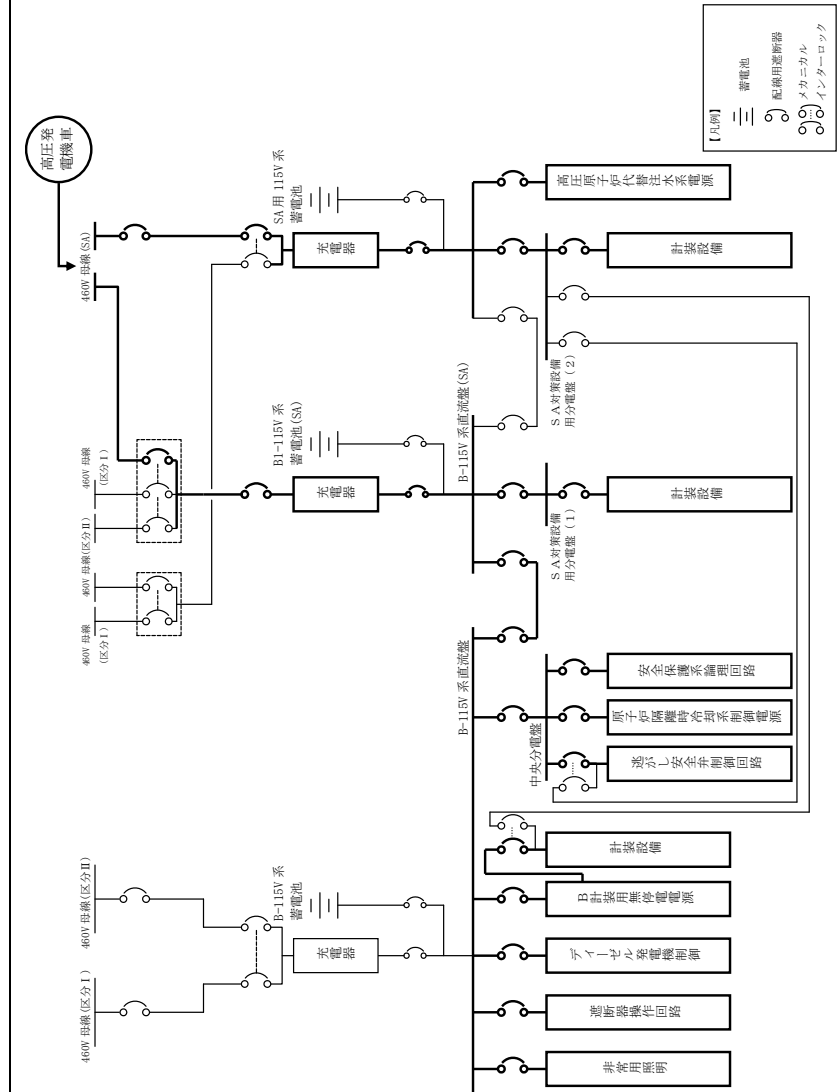 【凡例】
蓄電池
配線用遮断器
メカニカル
インターロック
高圧発
電機車
460V 母線(SA)
460V 母線
(区分Ⅰ)
460V 母線(区分Ⅱ)
460V 母線
460V 母線
(区分Ⅰ)
460V 母線(区分Ⅱ)
460V 母線(区分Ⅰ)
SA用 115V 系
蓄電池
充電器
B1-115V 系
蓄電池(SA)
充電器
B-115V 系
蓄電池
充電器
B-115V 系直流盤(SA)
B-115V 系直流盤
SA対策設備
用分電盤(2)
SA対策設備
用分電盤(1)
中央分電盤
高圧原子炉代替注水系電源
計装設備
計装設備
安全保護系論理回路
原子炉隔離時冷却系制御電源
逃がし安全弁制御回路
計装設備
B計装用無停電電源
ディーゼル発電機制御
遮断器操作回路
非常用照明